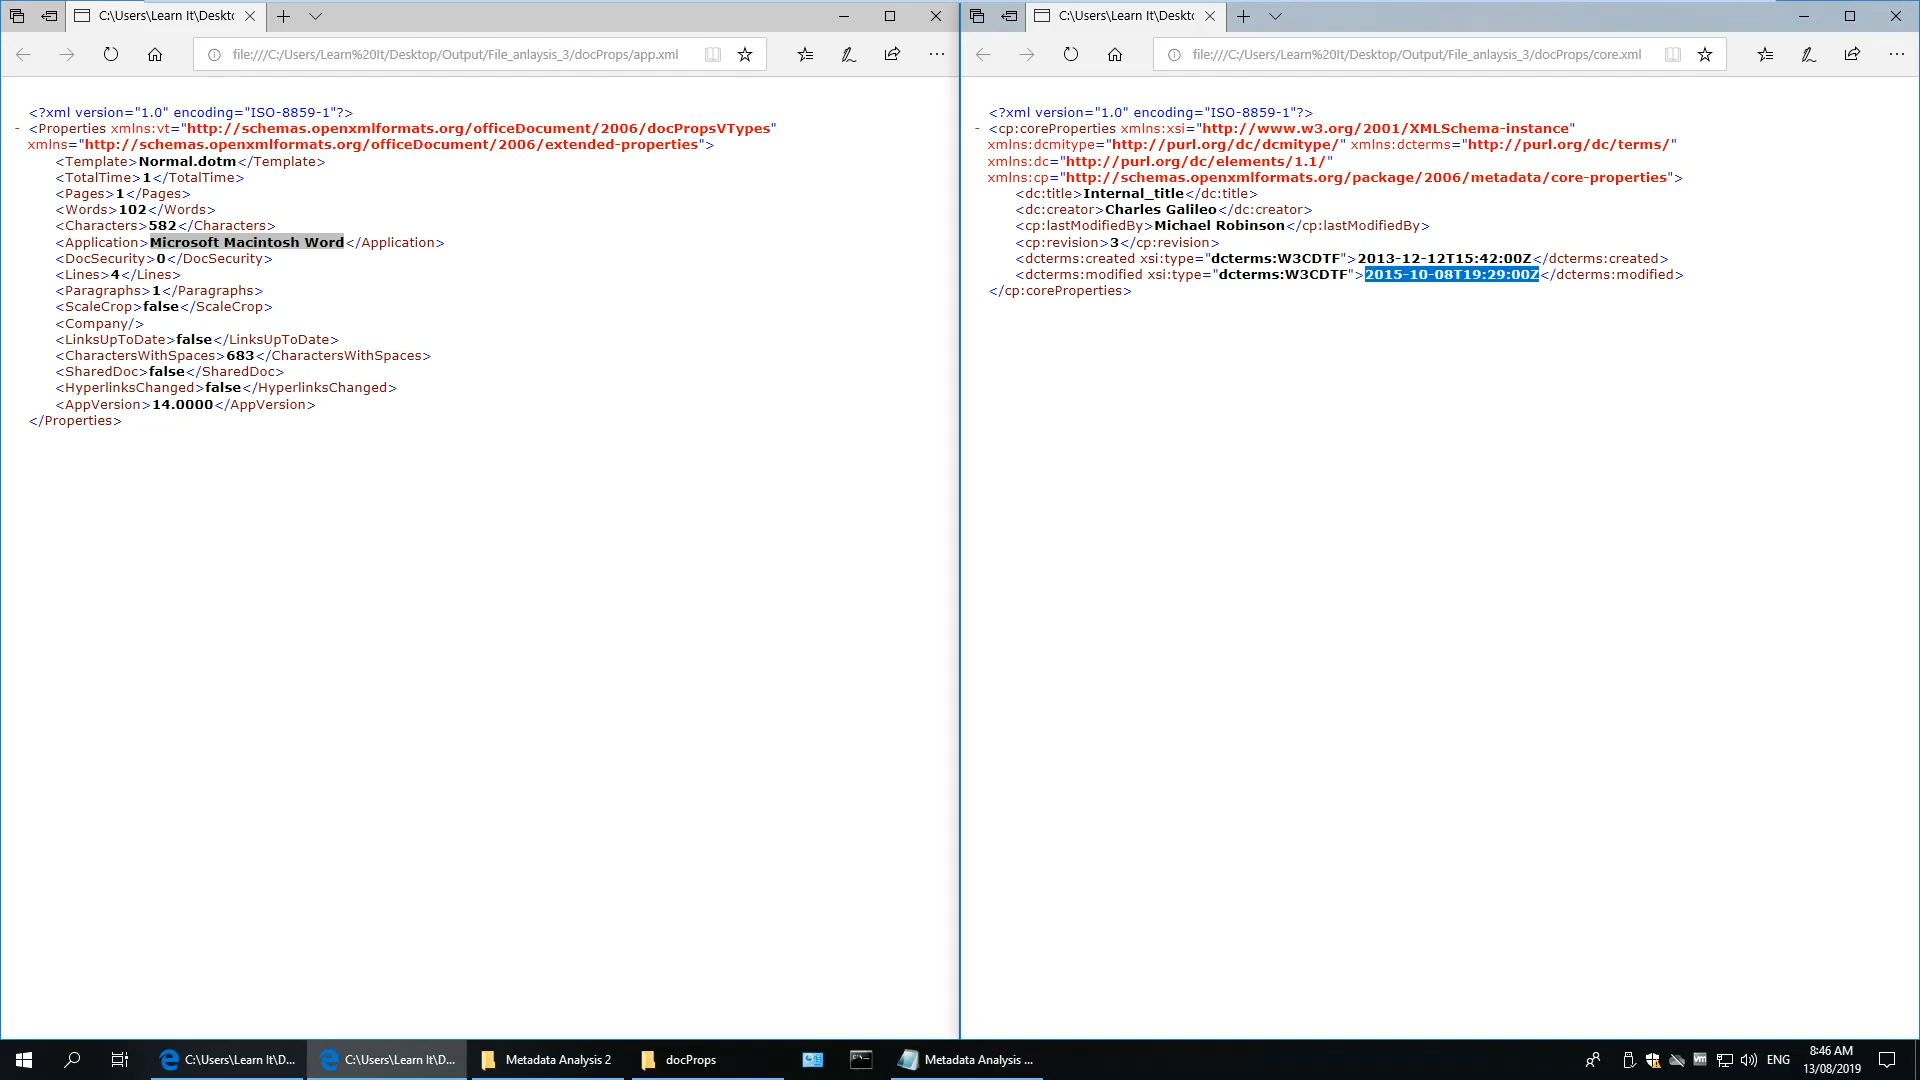 C:\Users\Learn It\Deskto
file:///C:/Users/Learn%20It/Desktop/Output/File_anlaysis_3/docProps/app.xml
<?xml version="1.0" encoding="ISO-8859-1"?>
- <Properties xmlns:vt="http://schemas.openxmlformats.org/officeDocument/2006/docPropsVTypes"
xmlns="http://schemas.openxmlformats.org/officeDocument/2006/extended-properties">
<Template>Normal.dotm</Template>
<TotalTime>1</TotalTime>
<Pages>1</Pages>
<Words>102</Words>
<Characters>582</Characters>
<Application>Microsoft Macintosh Word</Application>
<DocSecurity>0</DocSecurity>
<Lines>4</Lines>
<Paragraphs>1</Paragraphs>
<ScaleCrop>false</ScaleCrop>
<Company/>
<LinksUpToDate>false</LinksUpToDate>
<CharactersWithSpaces>683</CharactersWithSpaces>
<SharedDoc>false</SharedDoc>
<HyperlinksChanged>false</HyperlinksChanged>
<AppVersion>14.0000</AppVersion>
</Properties>
C:\Users\Learn It\Deskto
file:///C:/Users/Learn%20It/Desktop/Output/File_anlaysis_3/docProps/core.xml
<?xml version="1.0" encoding="ISO-8859-1"?>
- <cp:coreProperties xmlns:xsi="http://www.w3.org/2001/XMLSchema-instance"
xmlns:dcmitype="http://purl.org/dc/dcmitype/" xmlns:dcterms="http://purl.org/dc/terms/"
xmlns:dc="http://purl.org/dc/elements/1.1/"
xmlns:cp="http://schemas.openxmlformats.org/package/2006/metadata/core-properties">
<dc:title>Internal_title</dc:title>
<dc:creator>Charles Galileo</dc:creator>
<cp:lastModifiedBy>Michael Robinson</cp:lastModifiedBy>
<cp:revision>3</cp:revision>
<dcterms:created xsi:type="dcterms:W3CDTF">2013-12-12T15:42:00Z</dcterms:created>
<dcterms:modified xsi:type="dcterms:W3CDTF">2015-10-08T19:29:00Z</dcterms:modified>
</cp:coreProperties>
C:\Users\Learn It\D...
C:\Users\Learn It\D...
Metadata Analysis 2
docProps
Metadata Analysis ...
ENG
8:46 AM
13/08/2019